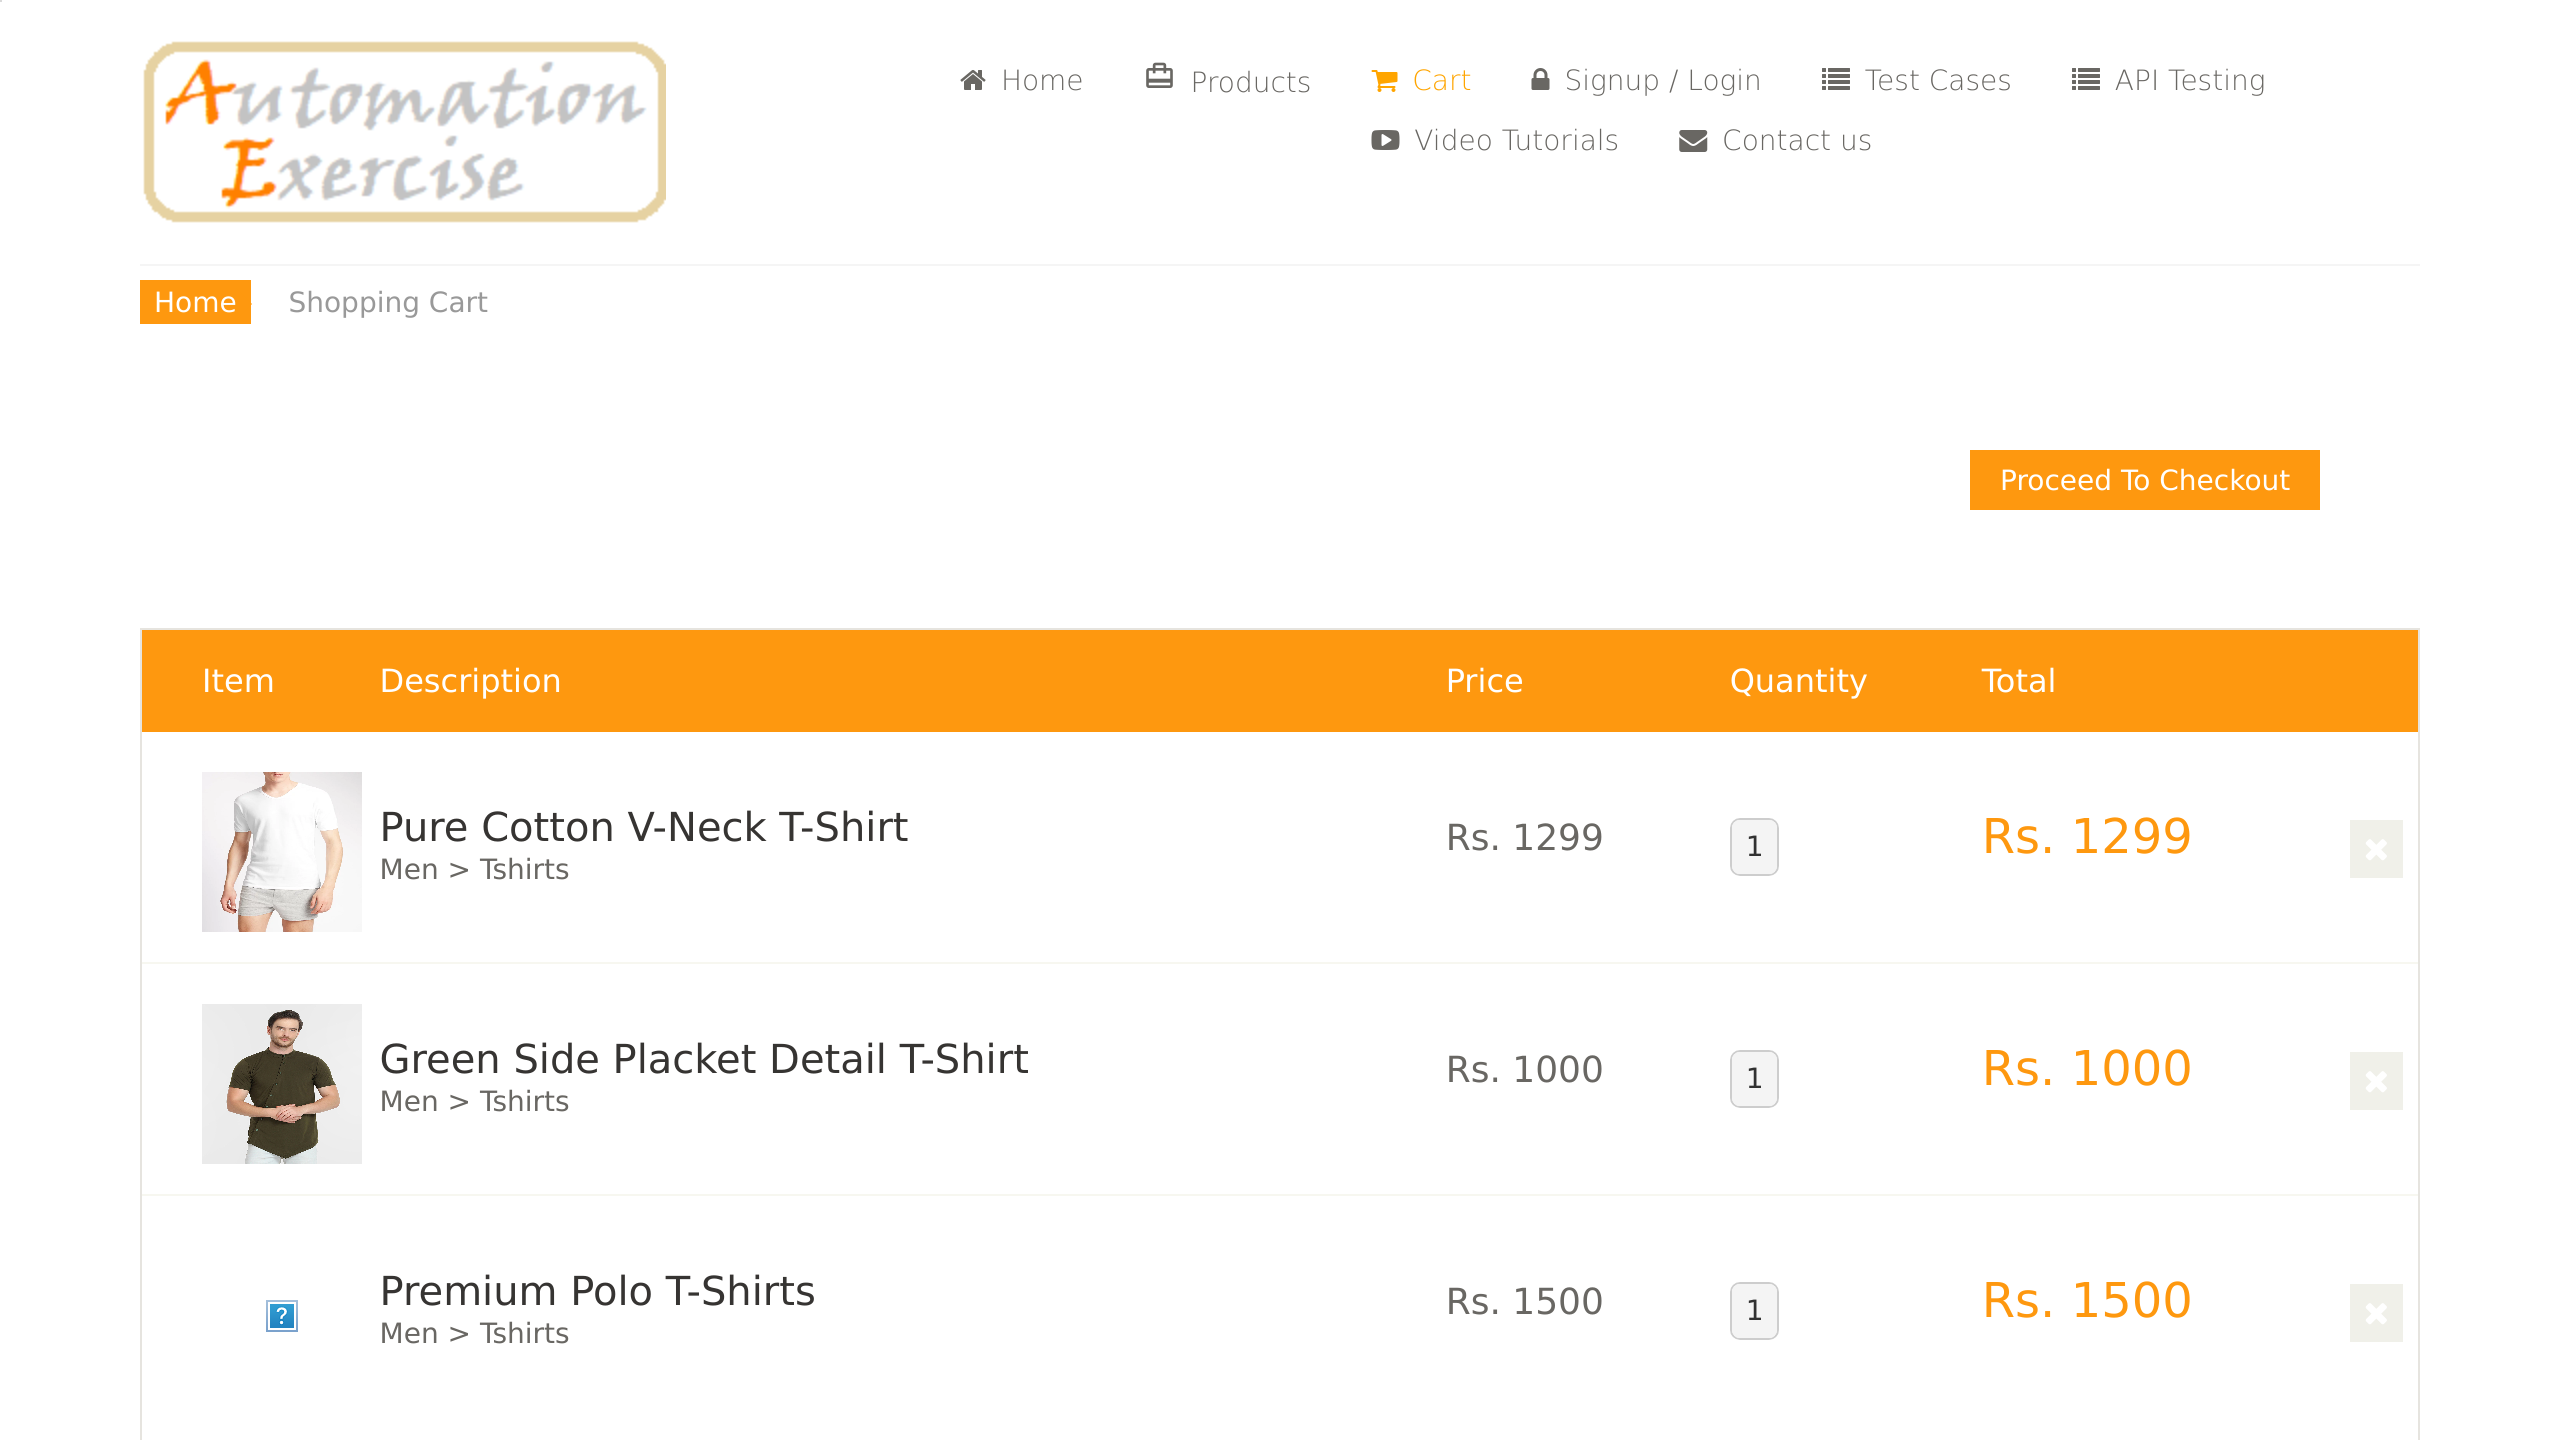 Automation
Exercise
Home Products Cart Signup / Login Test Cases API Testing
Video Tutorials Contact us
Home Shopping Cart
Proceed To Checkout
Item Description Price Quantity Total
Pure Cotton V-Neck T-Shirt
Men > Tshirts
Rs. 1299 1 Rs. 1299
Green Side Placket Detail T-Shirt
Men > Tshirts
Rs. 1000 1 Rs. 1000
Premium Polo T-Shirts
Men > Tshirts
Rs. 1500 1 Rs. 1500